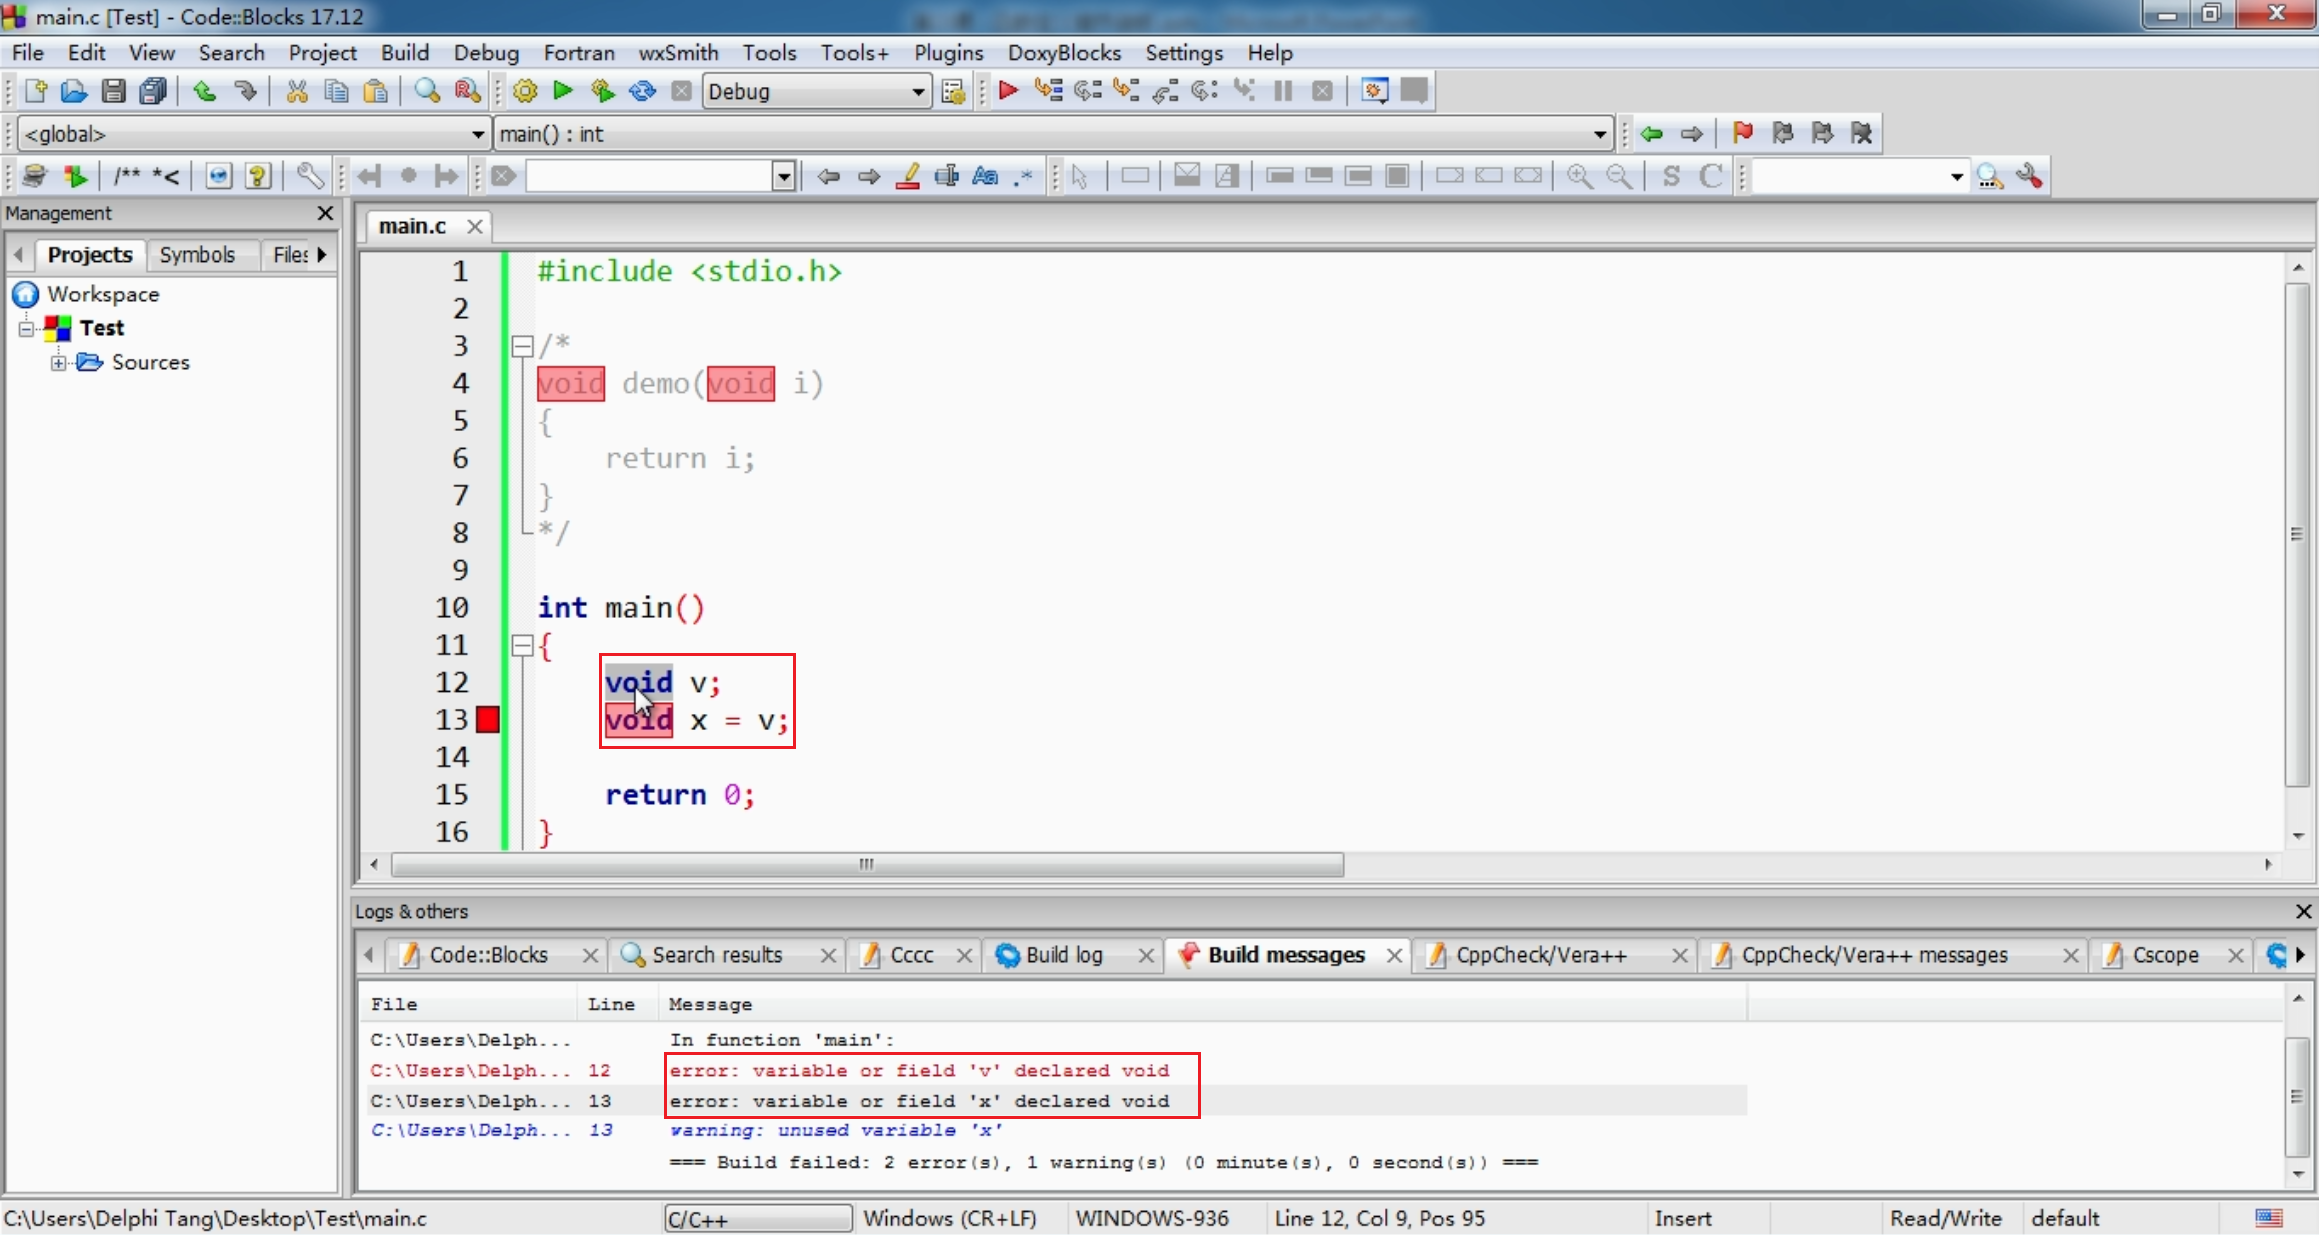 main.c [Test] - Code::Blocks 17.12
File Edit View Search Project Build Debug Fortran wxSmith Tools Tools+ Plugins DoxyBlocks Settings Help
Debug
<global> main() : int
/** *<
Aa .* S C
Management
main.c
Projects Symbols Files
Workspace
Test
Sources
1 #include <stdio.h>
2
3 /*
4 void demo(void i)
5 {
6 return i;
7 }
8 */
9
10 int main()
11 {
12 void v;
13 void x = v;
14
15 return 0;
16 }
Logs & others
Code::Blocks Search results Cccc Build log Build messages CppCheck/Vera++ CppCheck/Vera++ messages Cscope
File Line Message
C:\Users\Delph... In function 'main':
C:\Users\Delph... 12 error: variable or field 'v' declared void
C:\Users\Delph... 13 error: variable or field 'x' declared void
C:\Users\Delph... 13 warning: unused variable 'x'
=== Build failed: 2 error(s), 1 warning(s) (0 minute(s), 0 second(s)) ===
C:\Users\Delphi Tang\Desktop\Test\main.c C/C++ Windows (CR+LF) WINDOWS-936 Line 12, Col 9, Pos 95 Insert Read/Write default